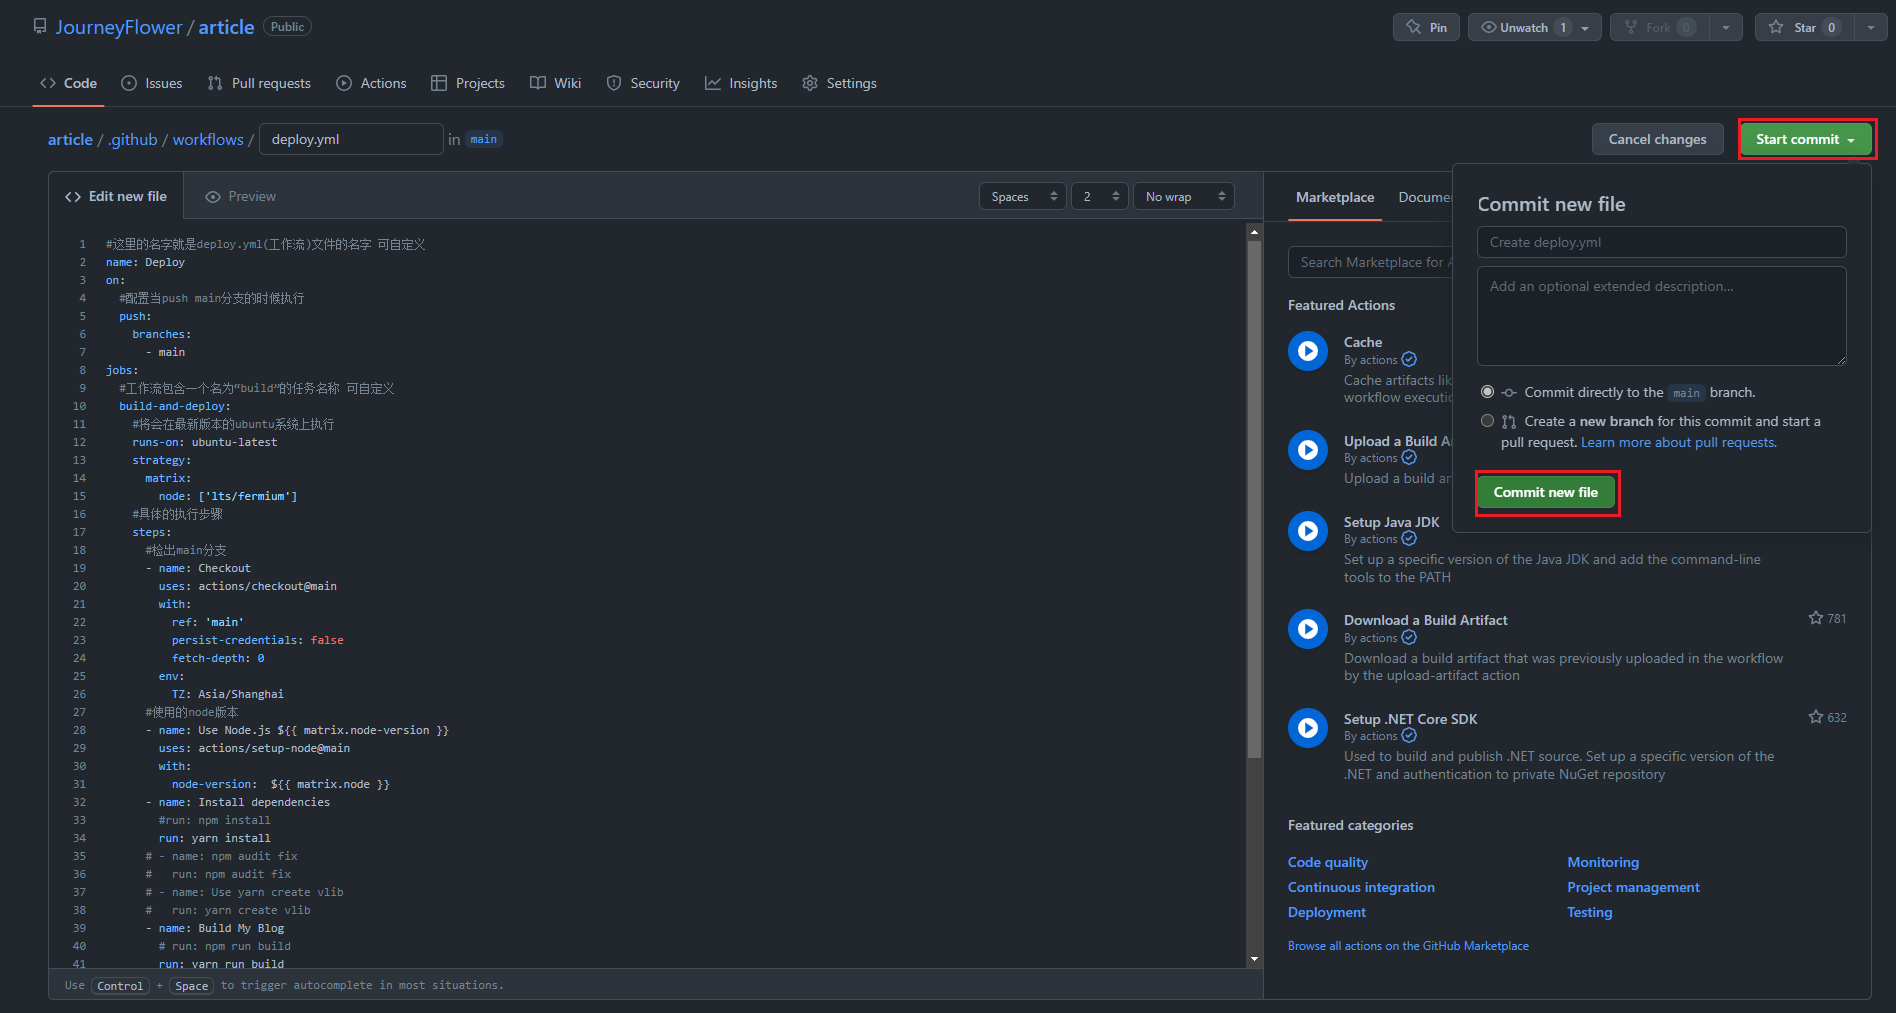 JourneyFlower / article Public
Pin
Unwatch 1
Fork 0
Star 0
Code
Issues
Pull requests
Actions
Projects
Wiki
Security
Insights
Settings
article / .github / workflows / deploy.yml in main
Cancel changes
Start commit
Edit new file
Preview
Spaces
2
No wrap
1 #这里的名字就是deploy.yml(工作流)文件的名字 可自定义
2 name: Deploy
3 on:
4 #配置当push main分支的时候执行
5 push:
6 branches:
7 - main
8 jobs:
9 #工作流包含一个名为“build”的任务名称 可自定义
10 build-and-deploy:
11 #将会在最新版本的ubuntu系统上执行
12 runs-on: ubuntu-latest
13 strategy:
14 matrix:
15 node: ['lts/fermium']
16 #具体的执行步骤
17 steps:
18 #检出main分支
19 - name: Checkout
20 uses: actions/checkout@main
21 with:
22 ref: 'main'
23 persist-credentials: false
24 fetch-depth: 0
25 env:
26 TZ: Asia/Shanghai
27 #使用的node版本
28 - name: Use Node.js ${{ matrix.node-version }}
29 uses: actions/setup-node@main
30 with:
31 node-version: ${{ matrix.node }}
32 - name: Install dependencies
33 #run: npm install
34 run: yarn install
35 # - name: npm audit fix
36 # run: npm audit fix
37 # - name: Use yarn create vlib
38 # run: yarn create vlib
39 - name: Build My Blog
40 # run: npm run build
41 run: yarn run build
Use Control + Space to trigger autocomplete in most situations.
Marketplace
Documen
Search Marketplace for A
Featured Actions
Cache
By actions
Cache artifacts lik
workflow executio
Upload a Build A
By actions
Upload a build ar
Setup Java JDK
By actions
Set up a specific version of the Java JDK and add the command-line
tools to the PATH
Download a Build Artifact
781
By actions
Download a build artifact that was previously uploaded in the workflow
by the upload-artifact action
Setup .NET Core SDK
632
By actions
Used to build and publish .NET source. Set up a specific version of the
.NET and authentication to private NuGet repository
Featured categories
Code quality
Monitoring
Continuous integration
Project management
Deployment
Testing
Browse all actions on the GitHub Marketplace
Commit new file
Create deploy.yml
Add an optional extended description...
Commit directly to the main branch.
Create a new branch for this commit and start a
pull request. Learn more about pull requests.
Commit new file